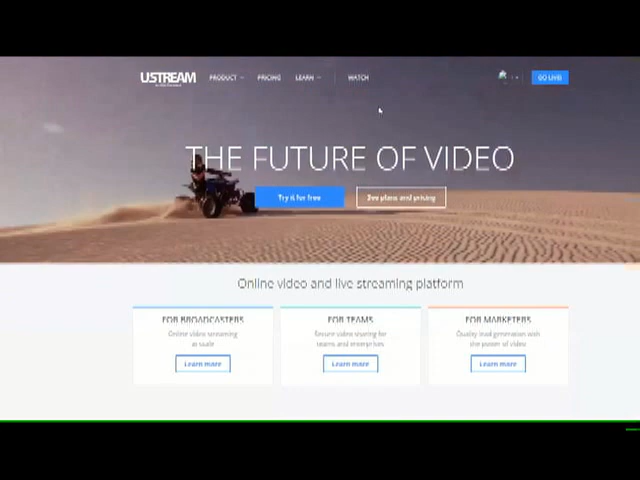 USTREAM
PRODUCT PRICING LEARN WATCH
GO LIVE!
THE FUTURE OF VIDEO
Try it for free See plans and pricing
Online video and live streaming platform
FOR BROADCASTERS FOR TEAMS FOR MARKETERS
Online video streaming Secure video sharing for Quality lead generation with
at scale teams and enterprises the power of video
Learn more Learn more Learn more